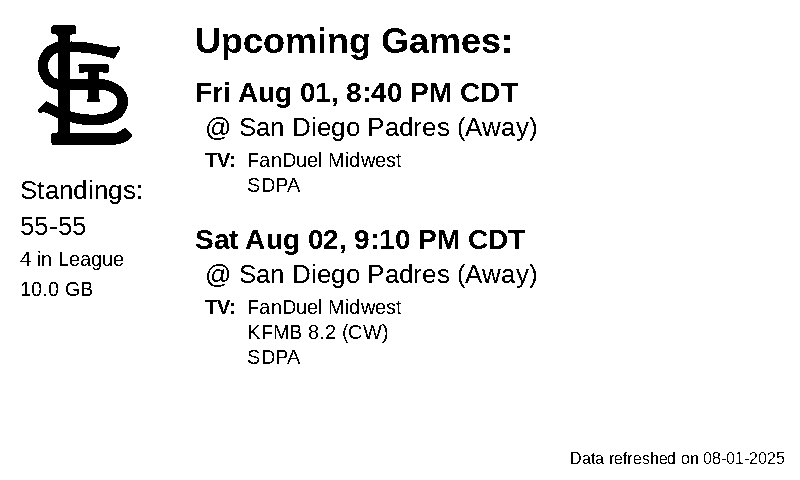 STL
Standings:
55-55
4 in League
10.0 GB
Upcoming Games:
Fri Aug 01, 8:40 PM CDT
@ San Diego Padres (Away)
TV: FanDuel Midwest
SDPA
Sat Aug 02, 9:10 PM CDT
@ San Diego Padres (Away)
TV: FanDuel Midwest
KFMB 8.2 (CW)
SDPA
Data refreshed on 08-01-2025